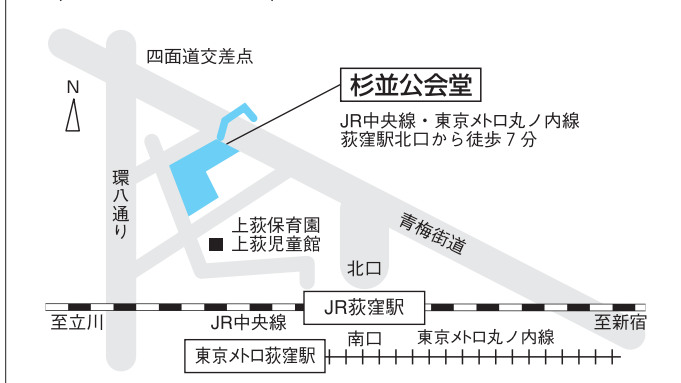 四面道交差点
N
杉並公会堂
JR中央線・東京メトロ丸ノ内線
荻窪駅北口から徒歩7分
環八通り
上荻保育園
上荻児童館
青梅街道
北口
JR荻窪駅
至立川
JR中央線
至新宿
南口
東京メトロ丸ノ内線
東京メトロ荻窪駅